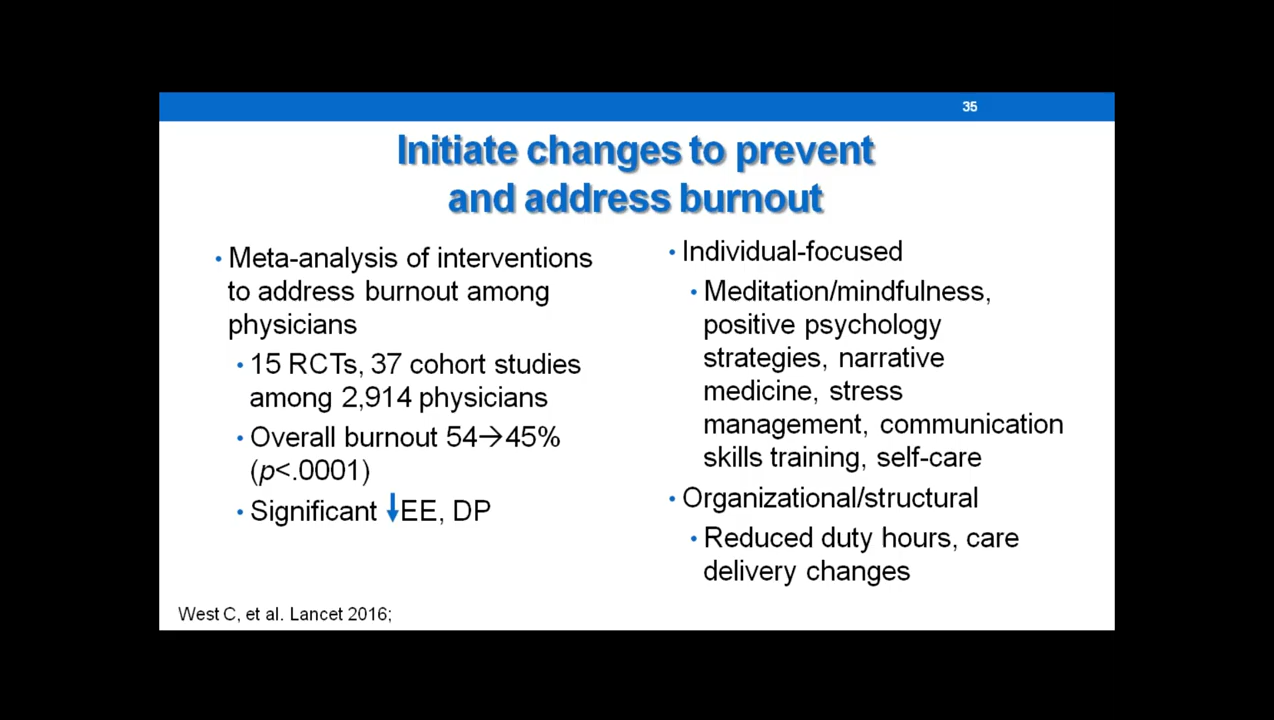 35
Initiate changes to prevent
and address burnout
• Meta-analysis of interventions
to address burnout among
physicians
• 15 RCTs, 37 cohort studies
among 2,914 physicians
• Overall burnout 54→45%
(p<.0001)
• Significant ↓EE, DP
• Individual-focused
• Meditation/mindfulness,
positive psychology
strategies, narrative
medicine, stress
management, communication
skills training, self-care
• Organizational/structural
• Reduced duty hours, care
delivery changes
West C, et al. Lancet 2016;